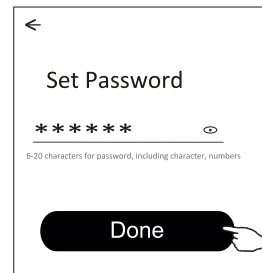 Set Password
******
6-20 characters for password, including character, numbers
Done